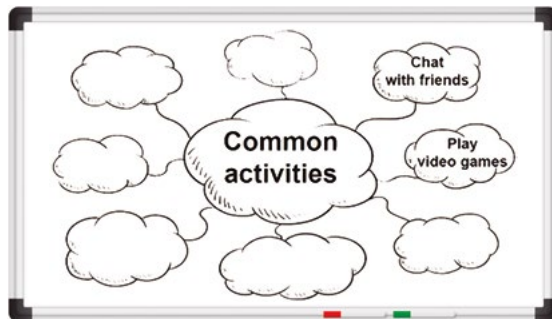 Chat
with friends
Common
activities
Play
video games